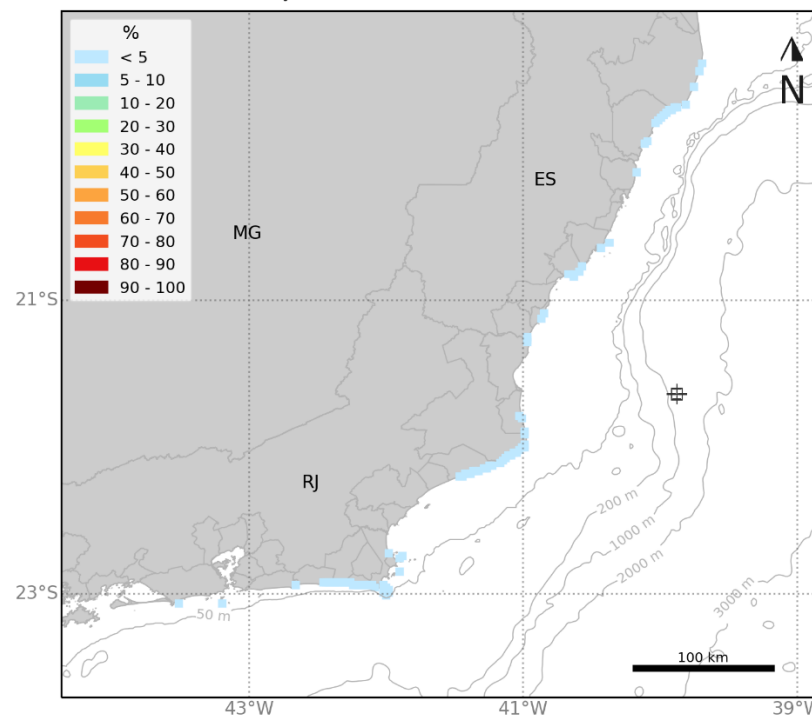 %
< 5
5 - 10
10 - 20
20 - 30
30 - 40
40 - 50
50 - 60
60 - 70
70 - 80
80 - 90
90 - 100
N
ES
MG
21°S
RJ
200 m
1000 m
2000 m
3000 m
23°S
50 m
100 km
43°W
41°W
39°W